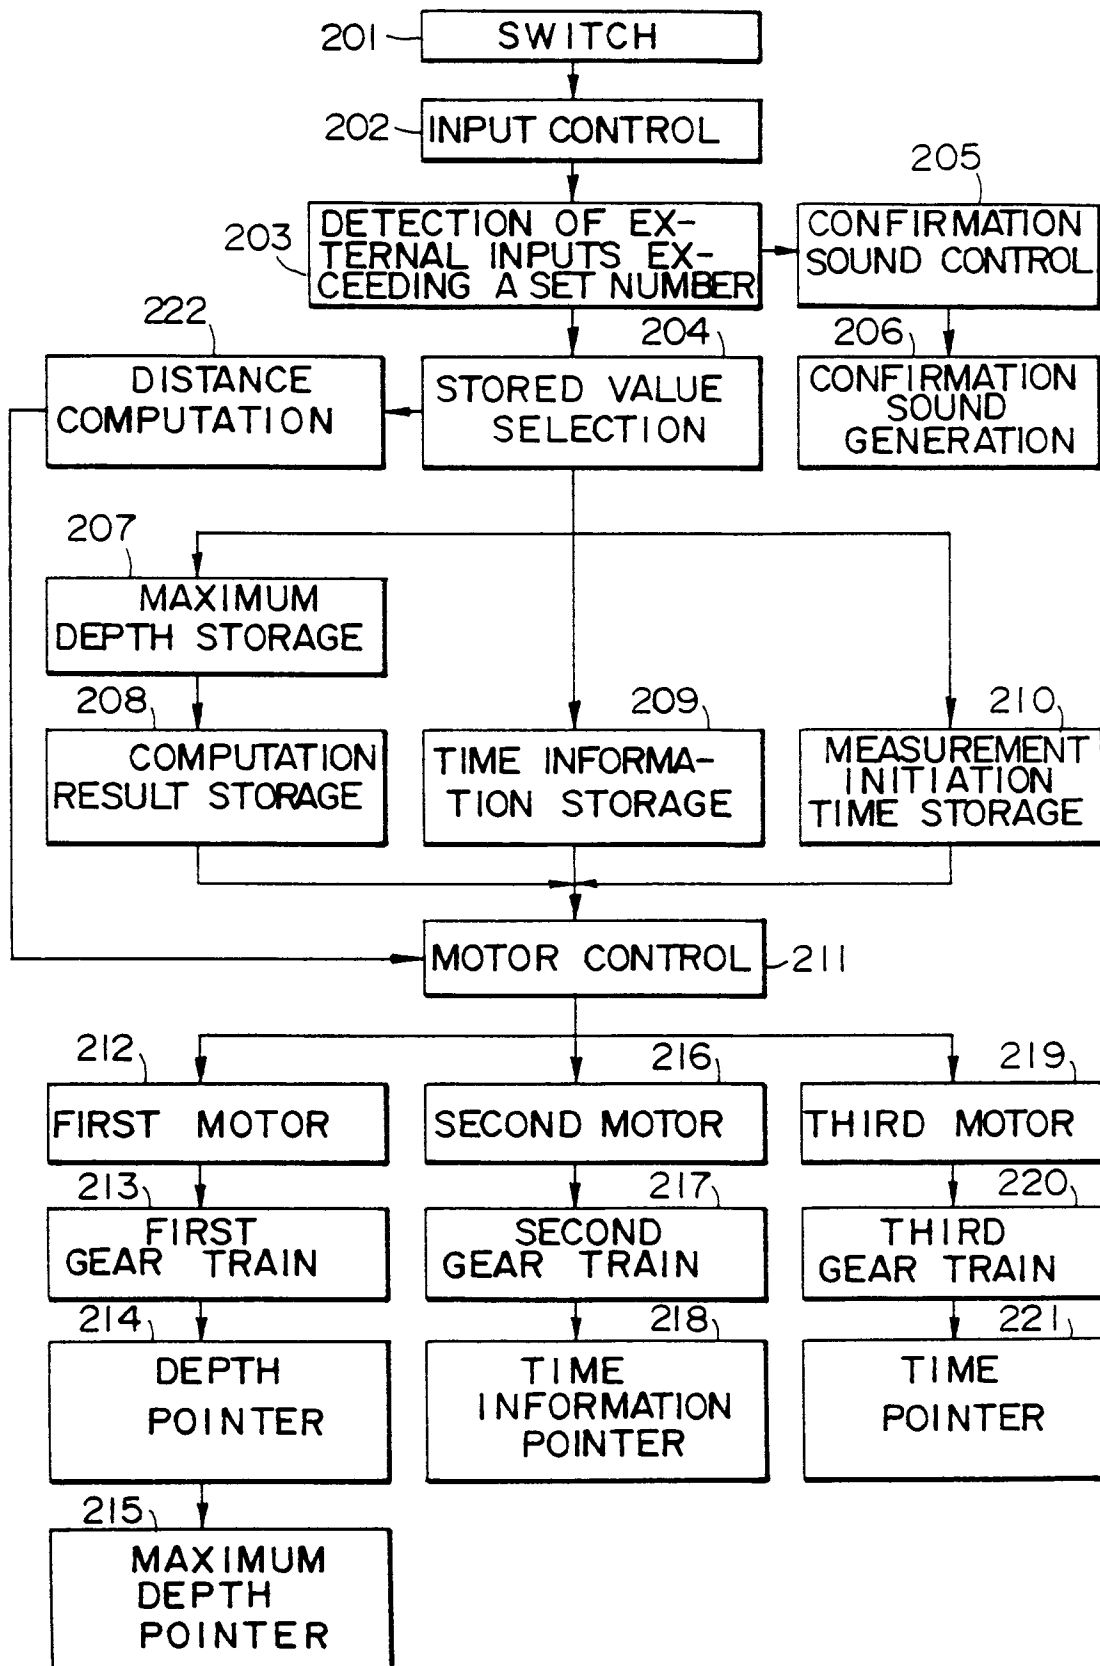 201
SWITCH
202
INPUT CONTROL
203
DETECTION OF EX-
TERNAL INPUTS EX-
CEEDING A SET NUMBER
205
CONFIRMATION
SOUND CONTROL
222
DISTANCE
COMPUTATION
204
STORED VALUE
SELECTION
206
CONFIRMATION
SOUND
GENERATION
207
MAXIMUM
DEPTH STORAGE
208
COMPUTATION
RESULT STORAGE
209
TIME INFORMA-
TION STORAGE
210
MEASUREMENT
INITIATION
TIME STORAGE
MOTOR CONTROL
211
212
FIRST MOTOR
216
SECOND MOTOR
219
THIRD MOTOR
213
FIRST
GEAR TRAIN
217
SECOND
GEAR TRAIN
220
THIRD
GEAR TRAIN
214
DEPTH
POINTER
218
TIME
INFORMATION
POINTER
221
TIME
POINTER
215
MAXIMUM
DEPTH
POINTER